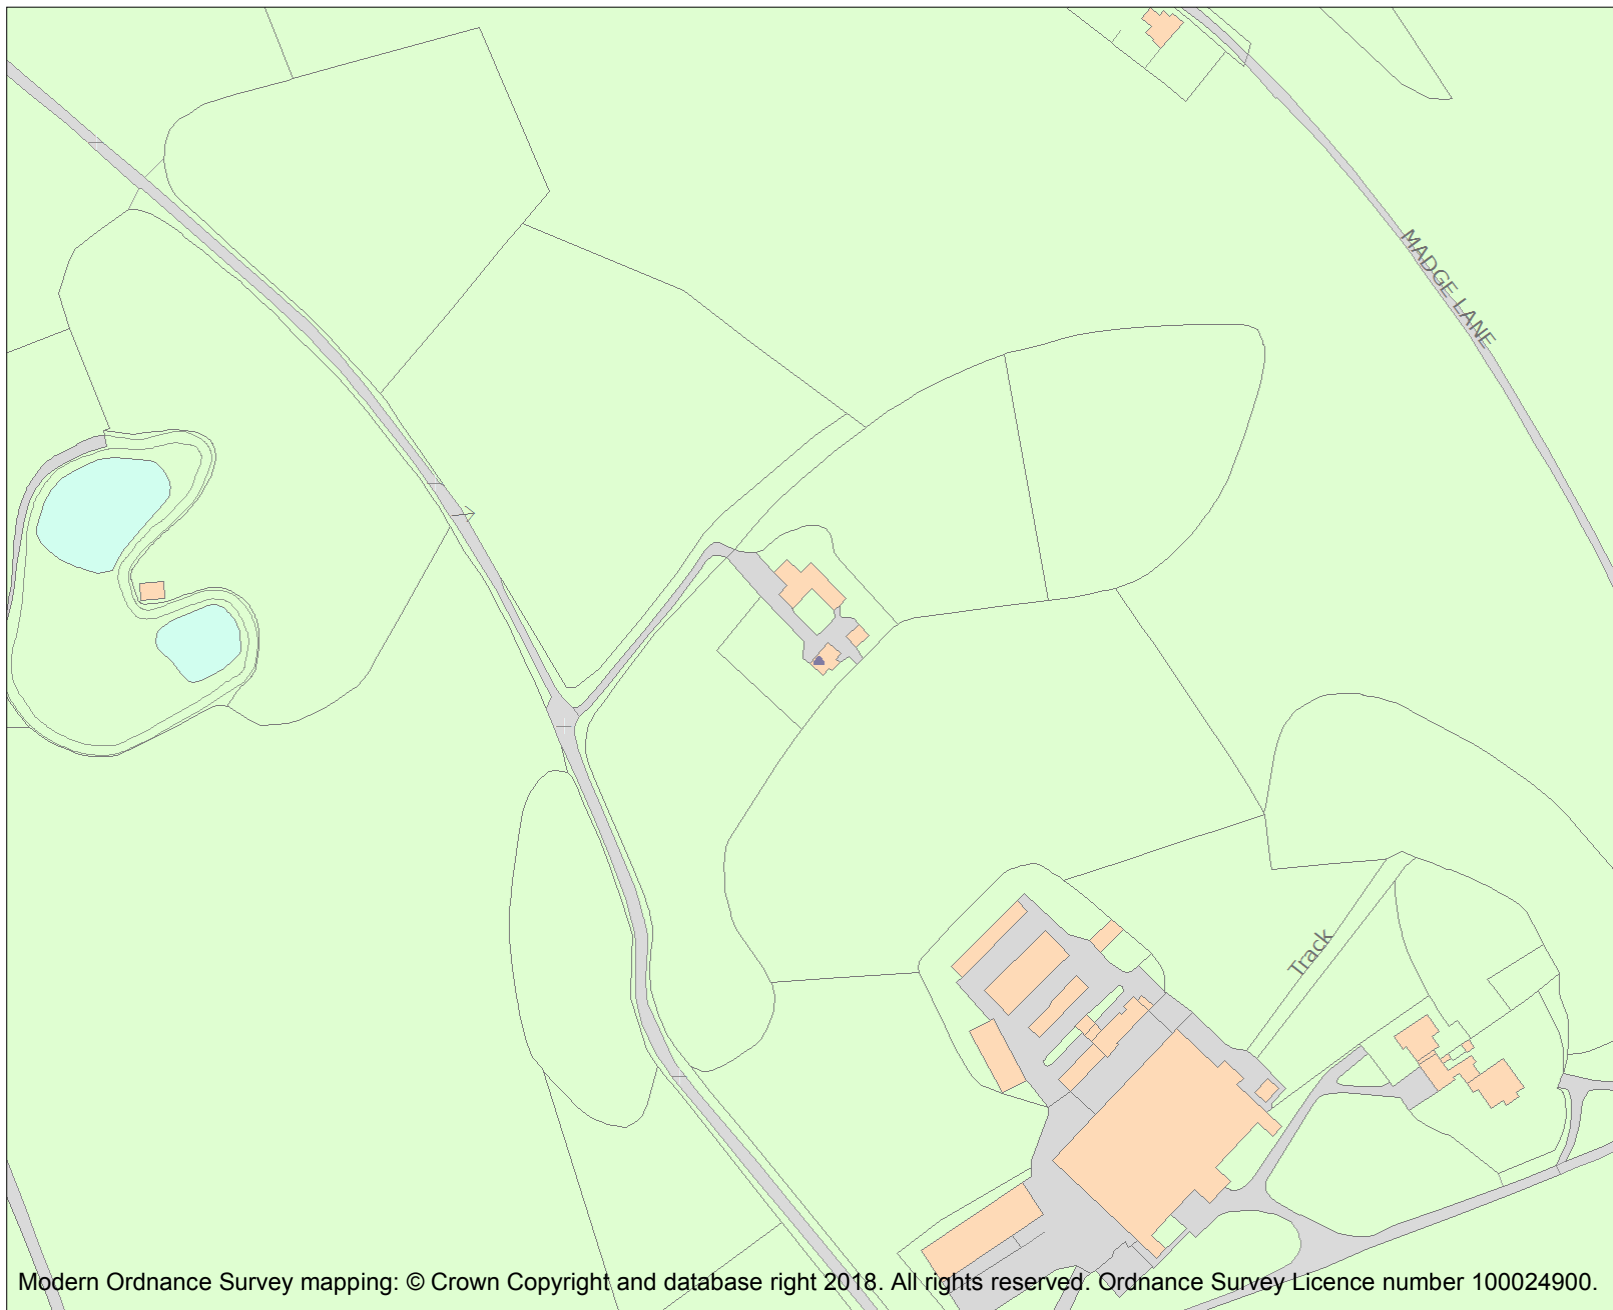 MADGE LANE
Track
Modern Ordnance Survey mapping: © Crown Copyright and database right 2018. All rights reserved. Ordnance Survey Licence number 100024900.